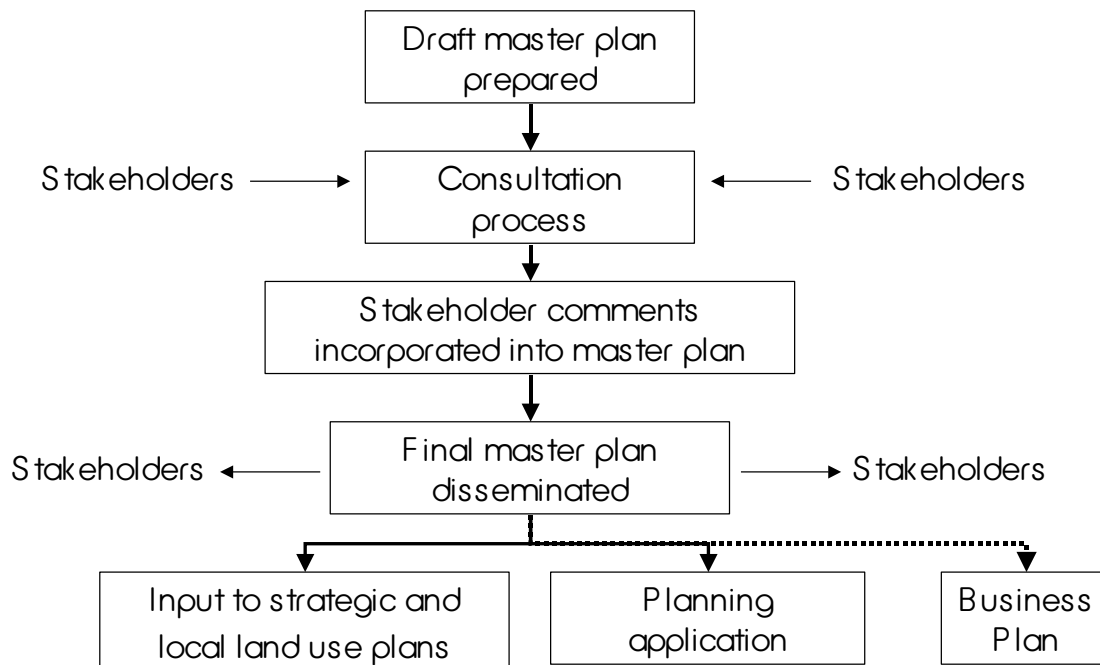 Draft master plan
prepared
Stakeholders
Consultation
process
Stakeholders
Stakeholder comments
incorporated into master plan
Stakeholders
Final master plan
disseminated
Stakeholders
Input to strategic and
local land use plans
Planning
application
Business
Plan